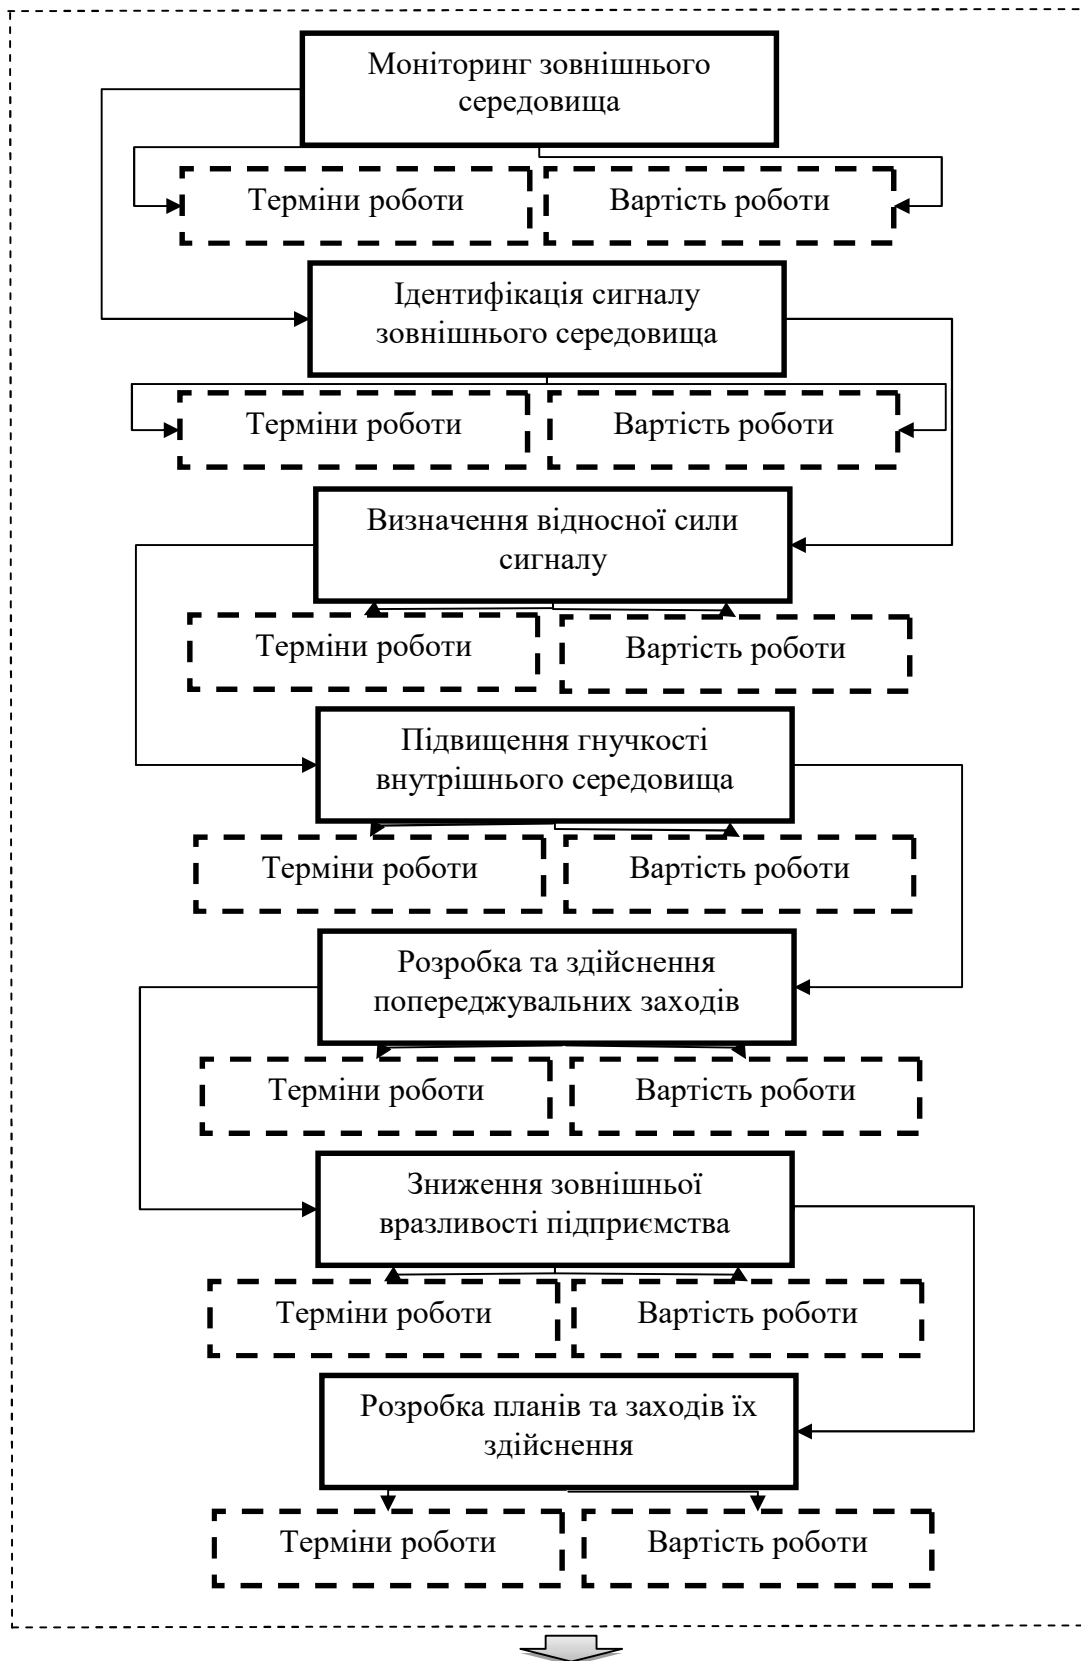 Моніторинг зовнішнього
середовища
Терміни роботи
Вартість роботи
Ідентифікація сигналу
зовнішнього середовища
Терміни роботи
Вартість роботи
Визначення відносної сили
сигналу
Терміни роботи
Вартість роботи
Підвищення гнучкості
внутрішнього середовища
Терміни роботи
Вартість роботи
Розробка та здійснення
попереджувальних заходів
Терміни роботи
Вартість роботи
Зниження зовнішньої
вразливості підприємства
Терміни роботи
Вартість роботи
Розробка планів та заходів їх
здійснення
Терміни роботи
Вартість роботи